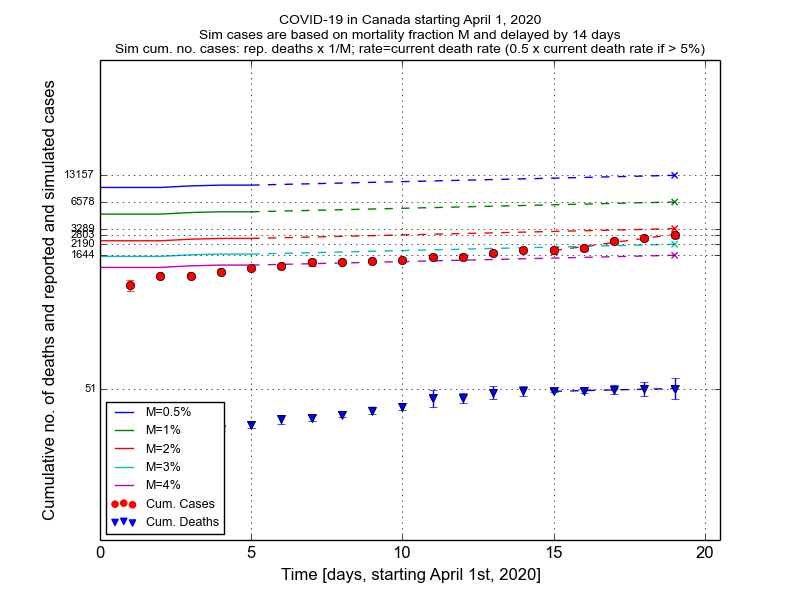 COVID-19 in Canada starting April 1, 2020
Sim cases are based on mortality fraction M and delayed by 14 days
Sim cum. no. cases: rep. deaths x 1/M; rate=current death rate (0.5 x current death rate if > 5%)
Cumulative no. of deaths and reported and simulated cases
13157
6578
3289
2803
2190
1644
51
M=0.5%
M=1%
M=2%
M=3%
M=4%
Cum. Cases
Cum. Deaths
0 5 10 15 20
Time [days, starting April 1st, 2020]